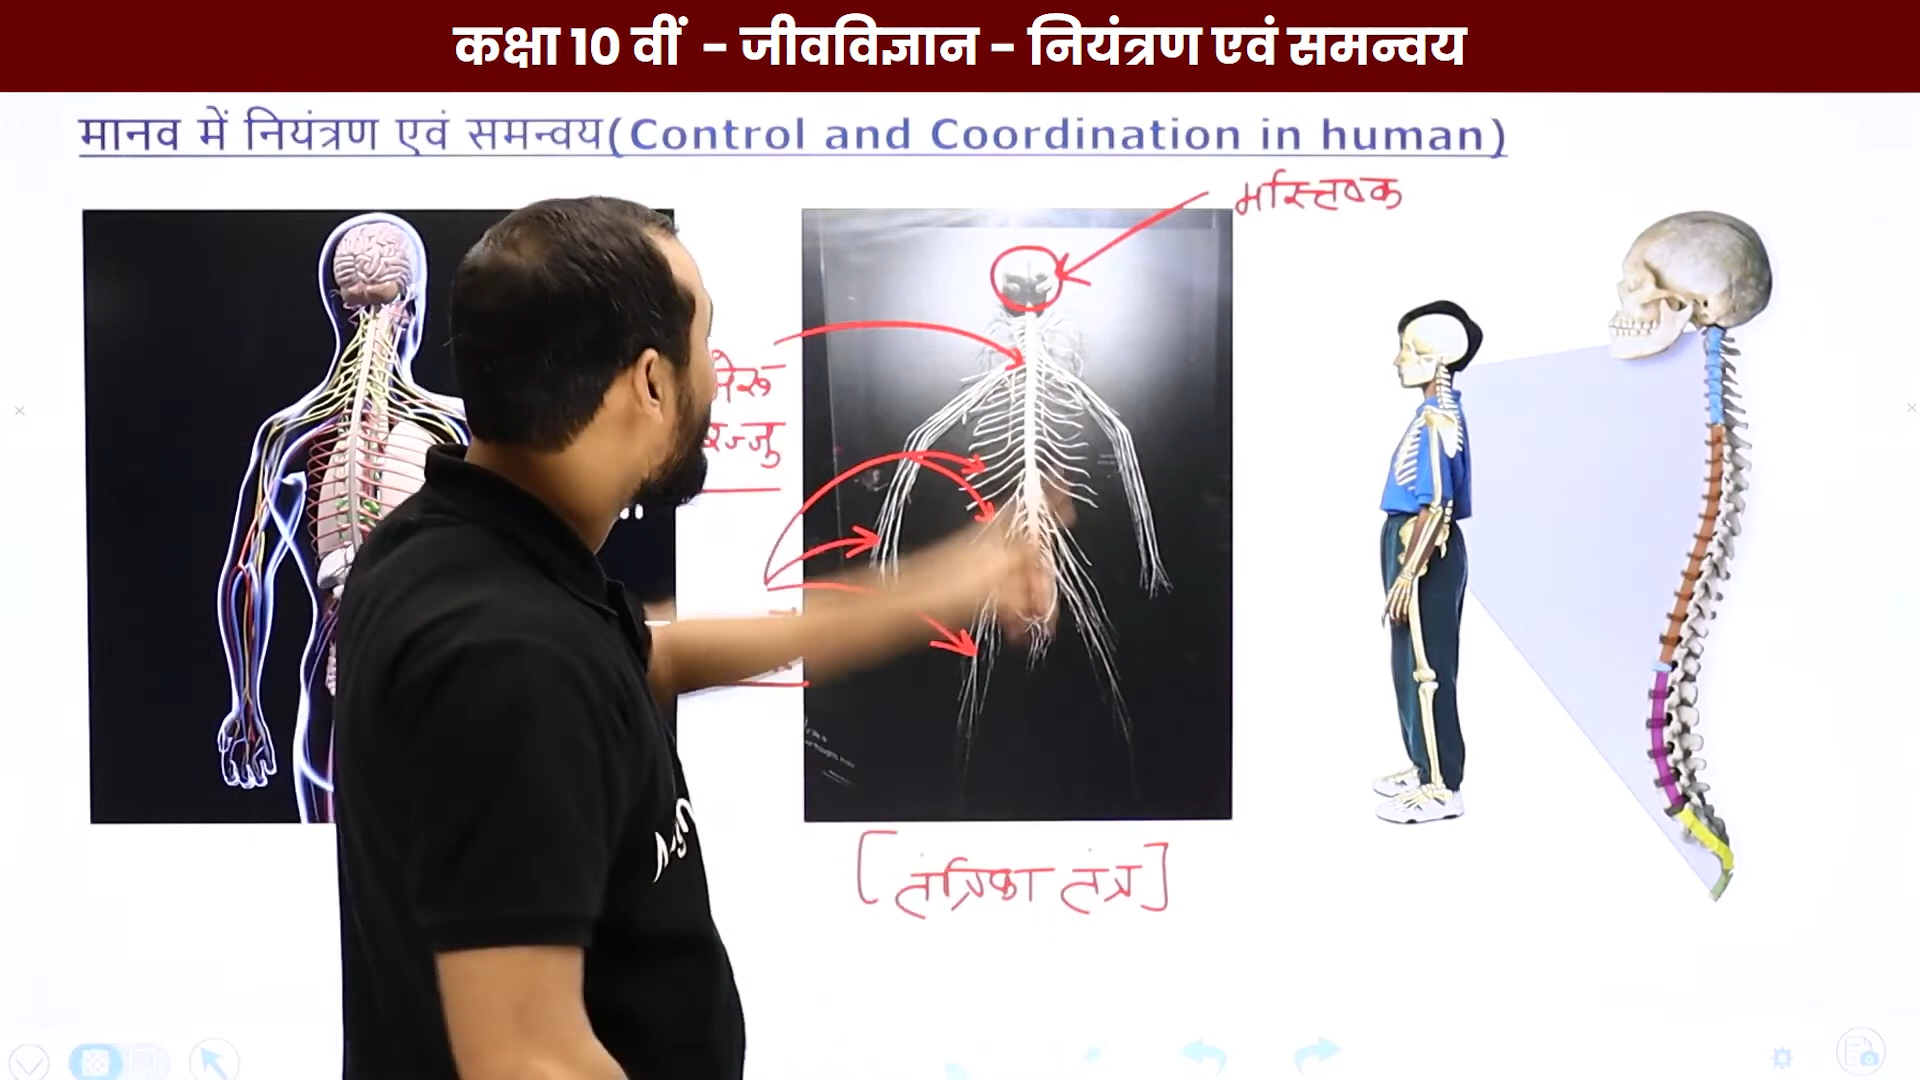 कक्षा 10 वीं - जीवविज्ञान - नियंत्रण एवं समन्वय
मानव में नियंत्रण एवं समन्वय(Control and Coordination in human)
मस्तिष्क
मेरू
रज्जु
[तंत्रिका तंत्र]